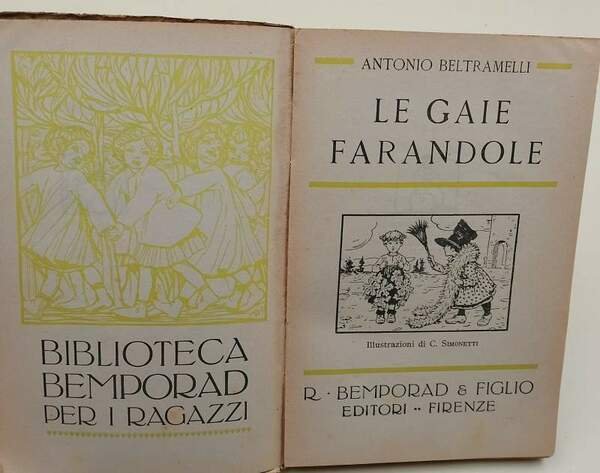 BIBLIOTECA
BEMPORAD
PER I RAGAZZI
ANTONIO BELTRAMELLI
LE GAIE
FARANDOLE
Illustrazioni di C. SIMONETTI
R · BEMPORAD & FIGLIO
EDITORI ·· FIRENZE